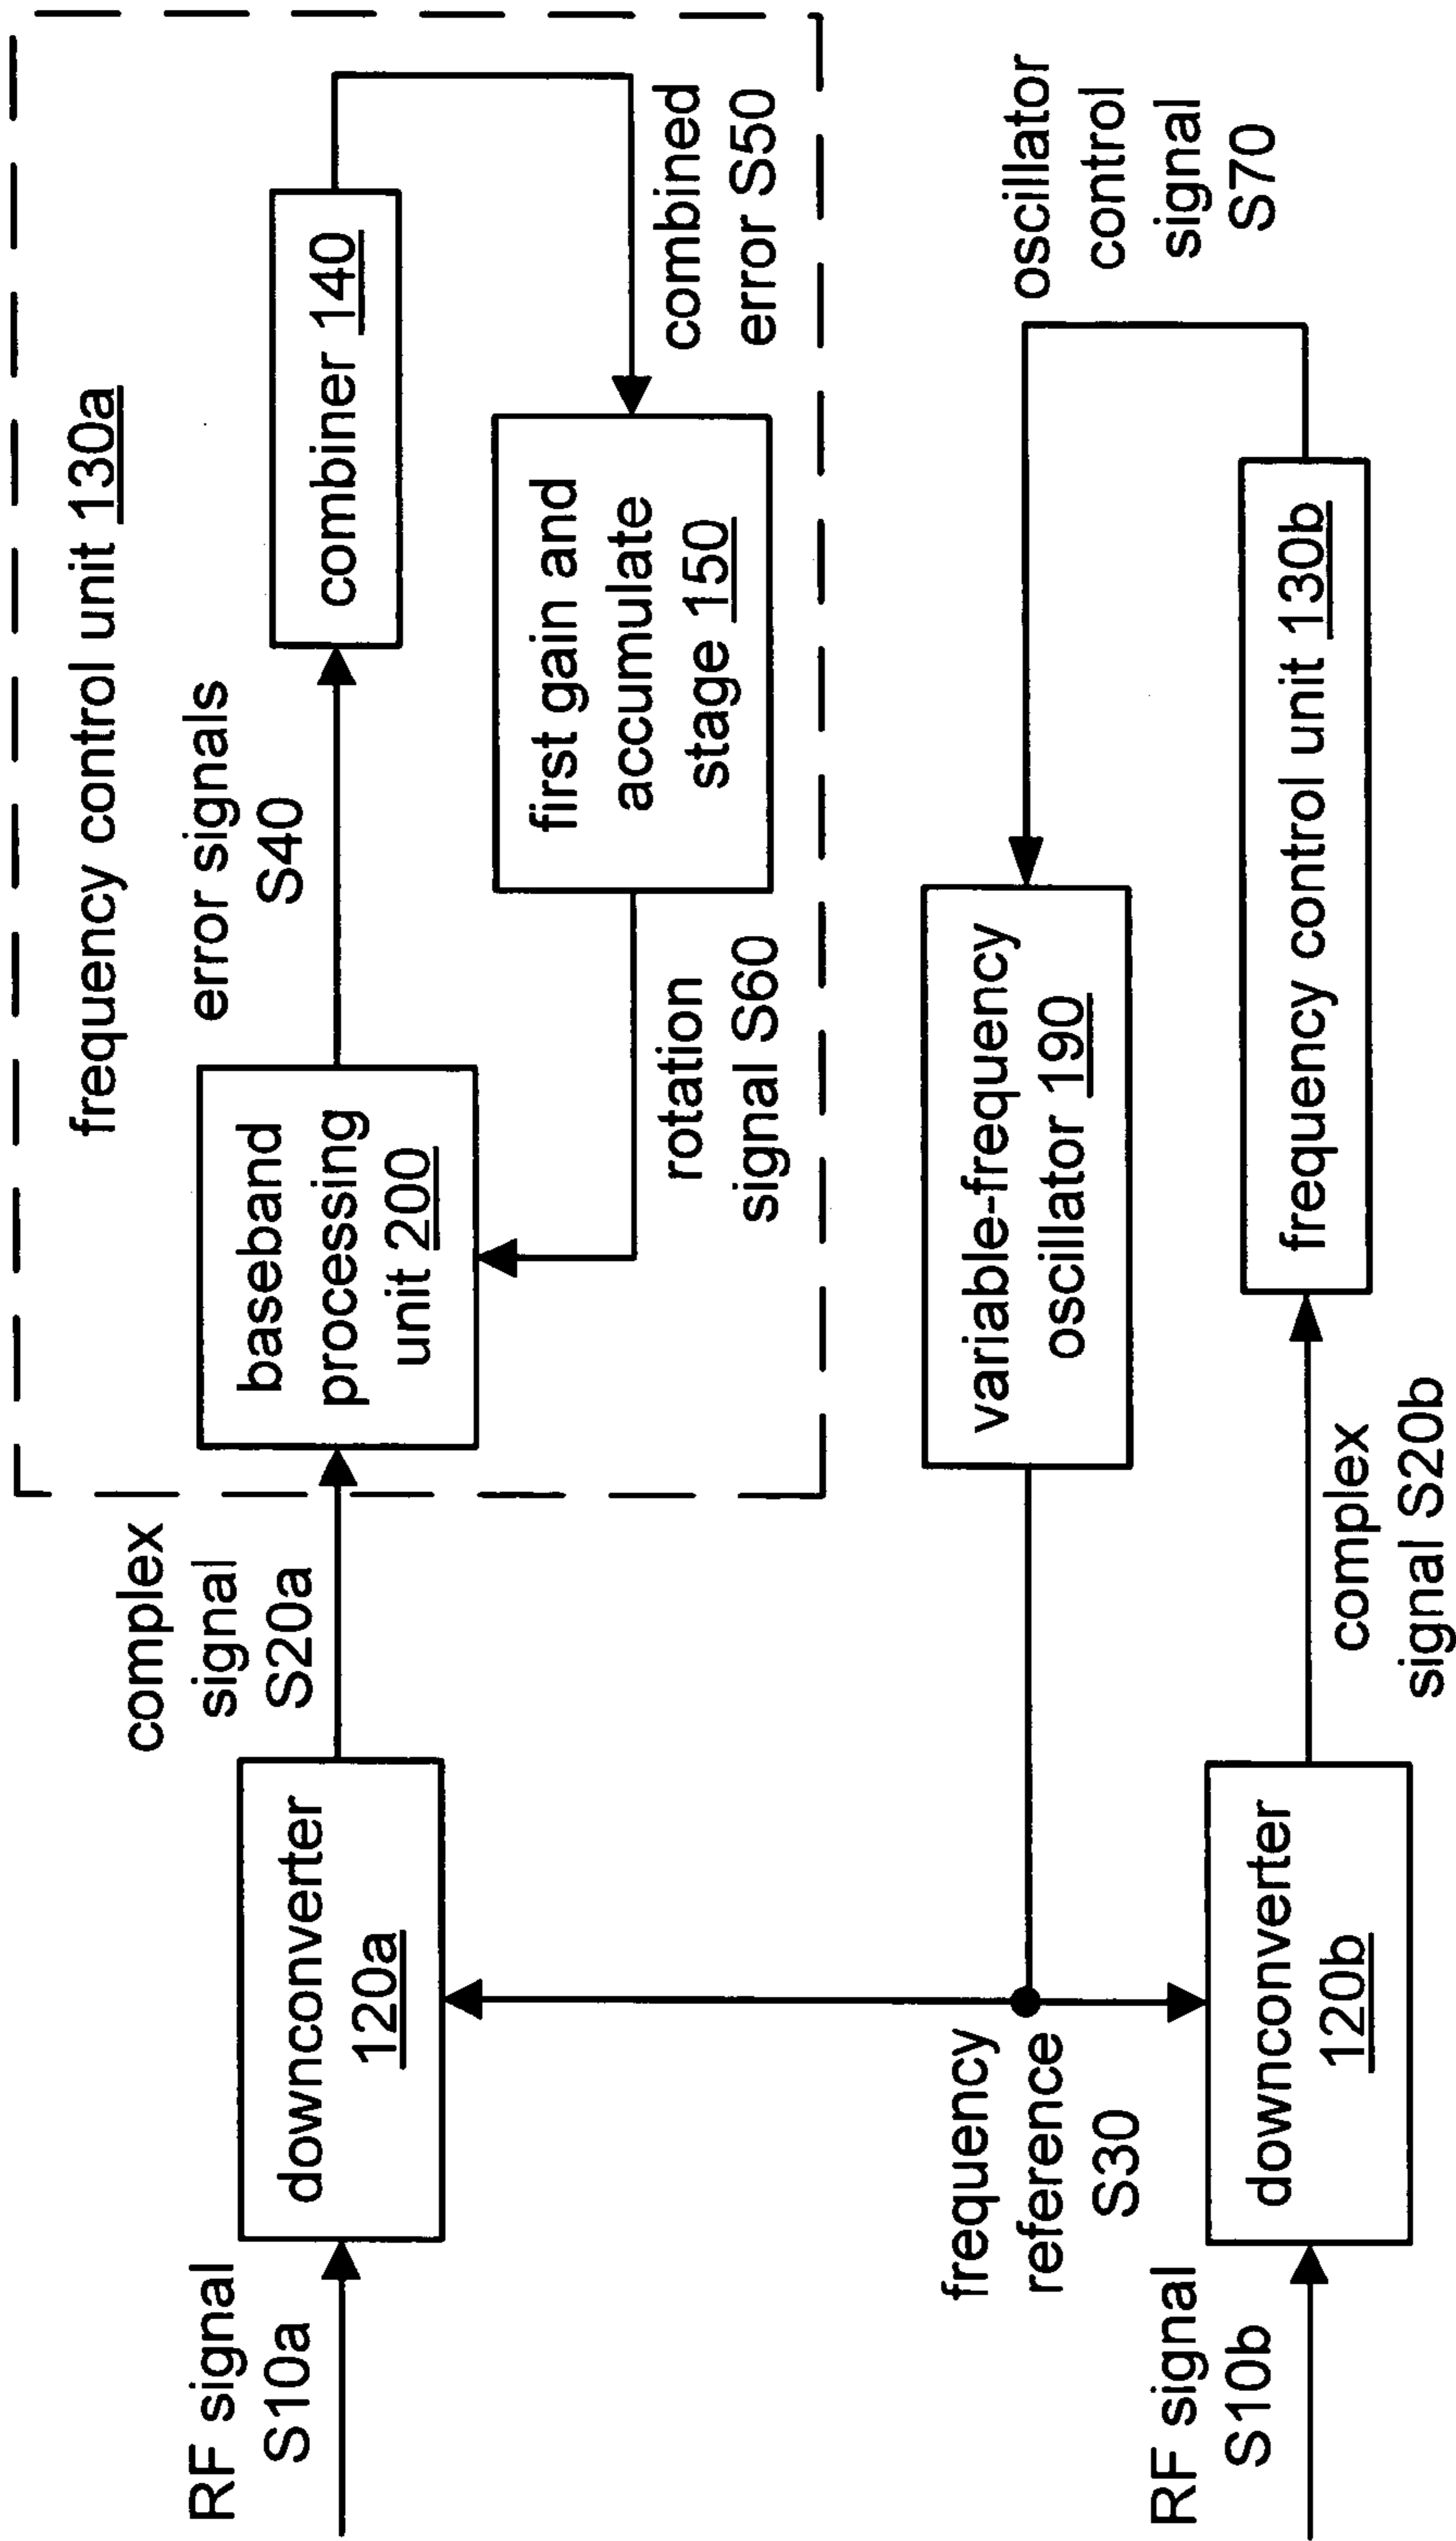 frequency control unit 130a
RF signal
S10a
downconverter
120a
complex
signal
S20a
baseband
processing
unit 200
error signals
S40
combiner 140
combined
error S50
first gain and
accumulate
stage 150
rotation
signal S60
frequency
reference
S30
variable-frequency
oscillator 190
oscillator
control
signal
S70
RF signal
S10b
downconverter
120b
complex
signal S20b
frequency control unit 130b